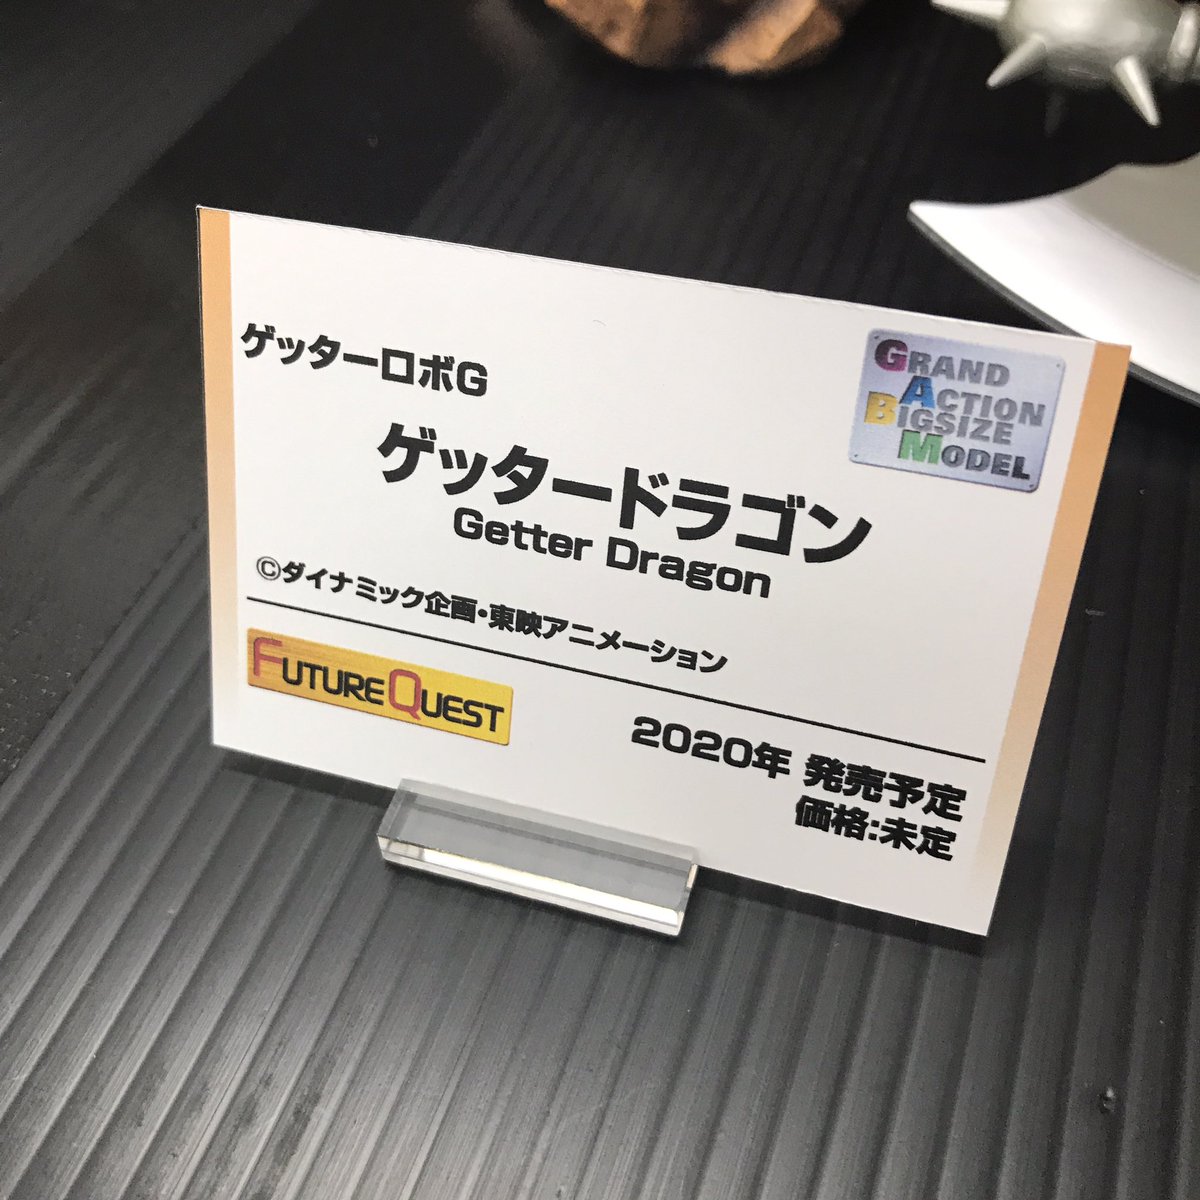 ゲッターロボG
GRAND
ACTION
BIGSIZE
MODEL
ゲッタードラゴン
Getter Dragon
©ダイナミック企画・東映アニメーション
FUTUREQUEST
2020年 発売予定
価格:未定